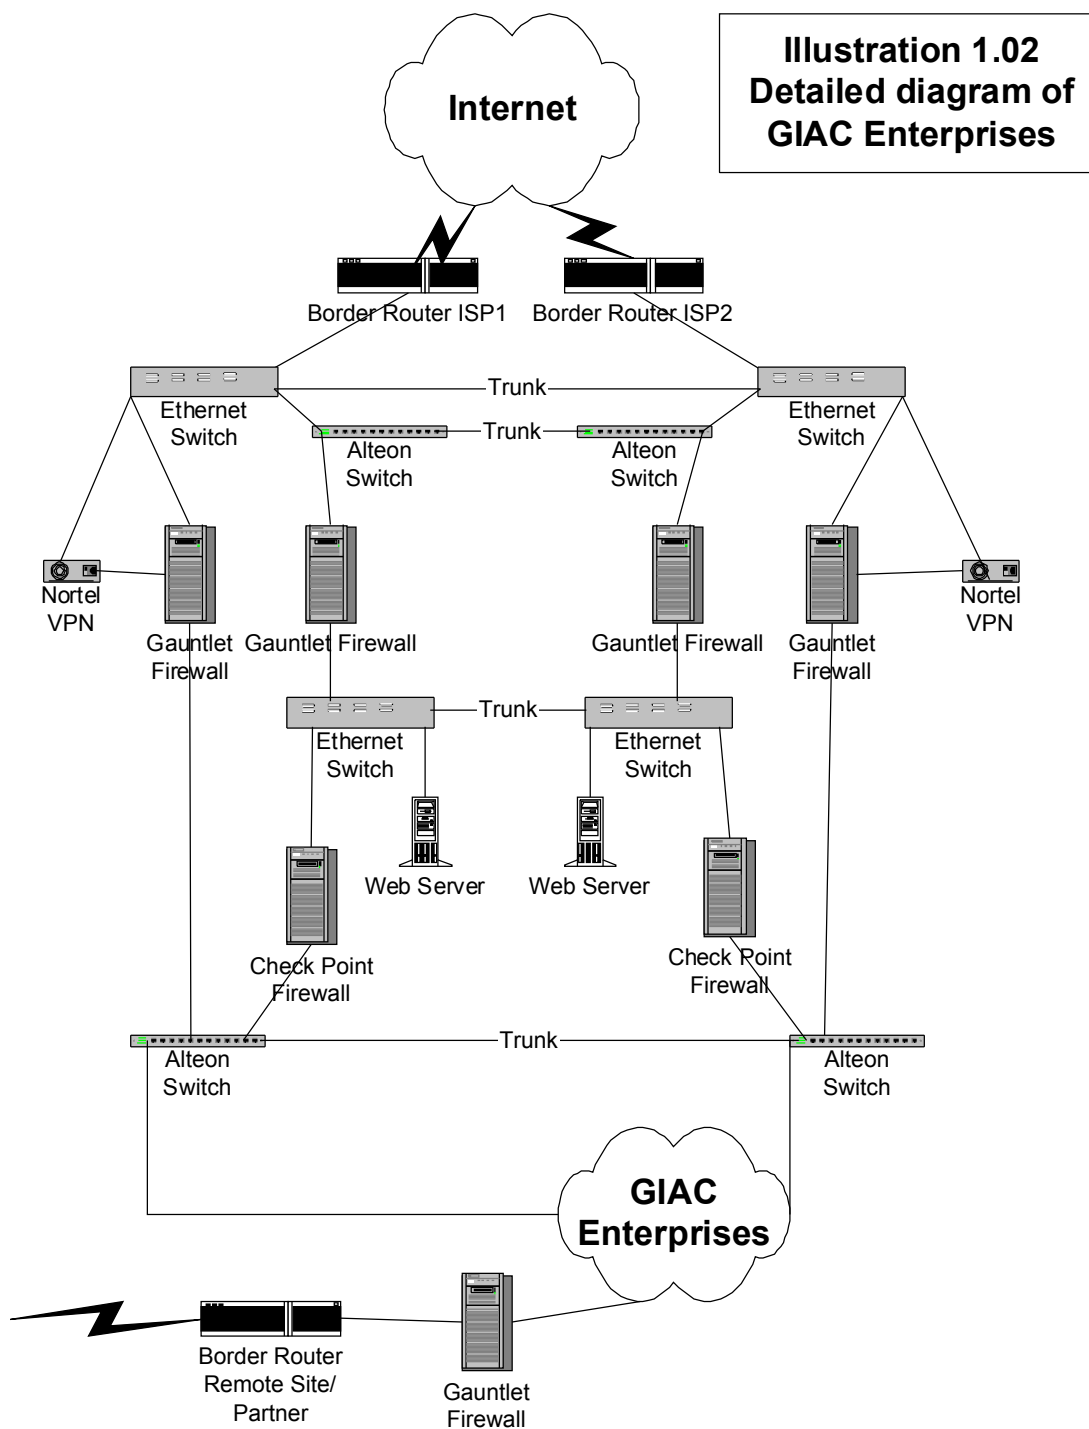 Illustration 1.02
Detailed diagram of
GIAC Enterprises
Internet
Border Router ISP1
Border Router ISP2
Trunk
Ethernet
Switch
Ethernet
Switch
Trunk
Alteon
Switch
Alteon
Switch
Nortel
VPN
Gauntlet
Firewall
Gauntlet Firewall
Gauntlet Firewall
Gauntlet
Firewall
Nortel
VPN
Trunk
Ethernet
Switch
Ethernet
Switch
Web Server
Web Server
Check Point
Firewall
Check Point
Firewall
Trunk
Alteon
Switch
Alteon
Switch
GIAC
Enterprises
Border Router
Remote Site/
Partner
Gauntlet
Firewall